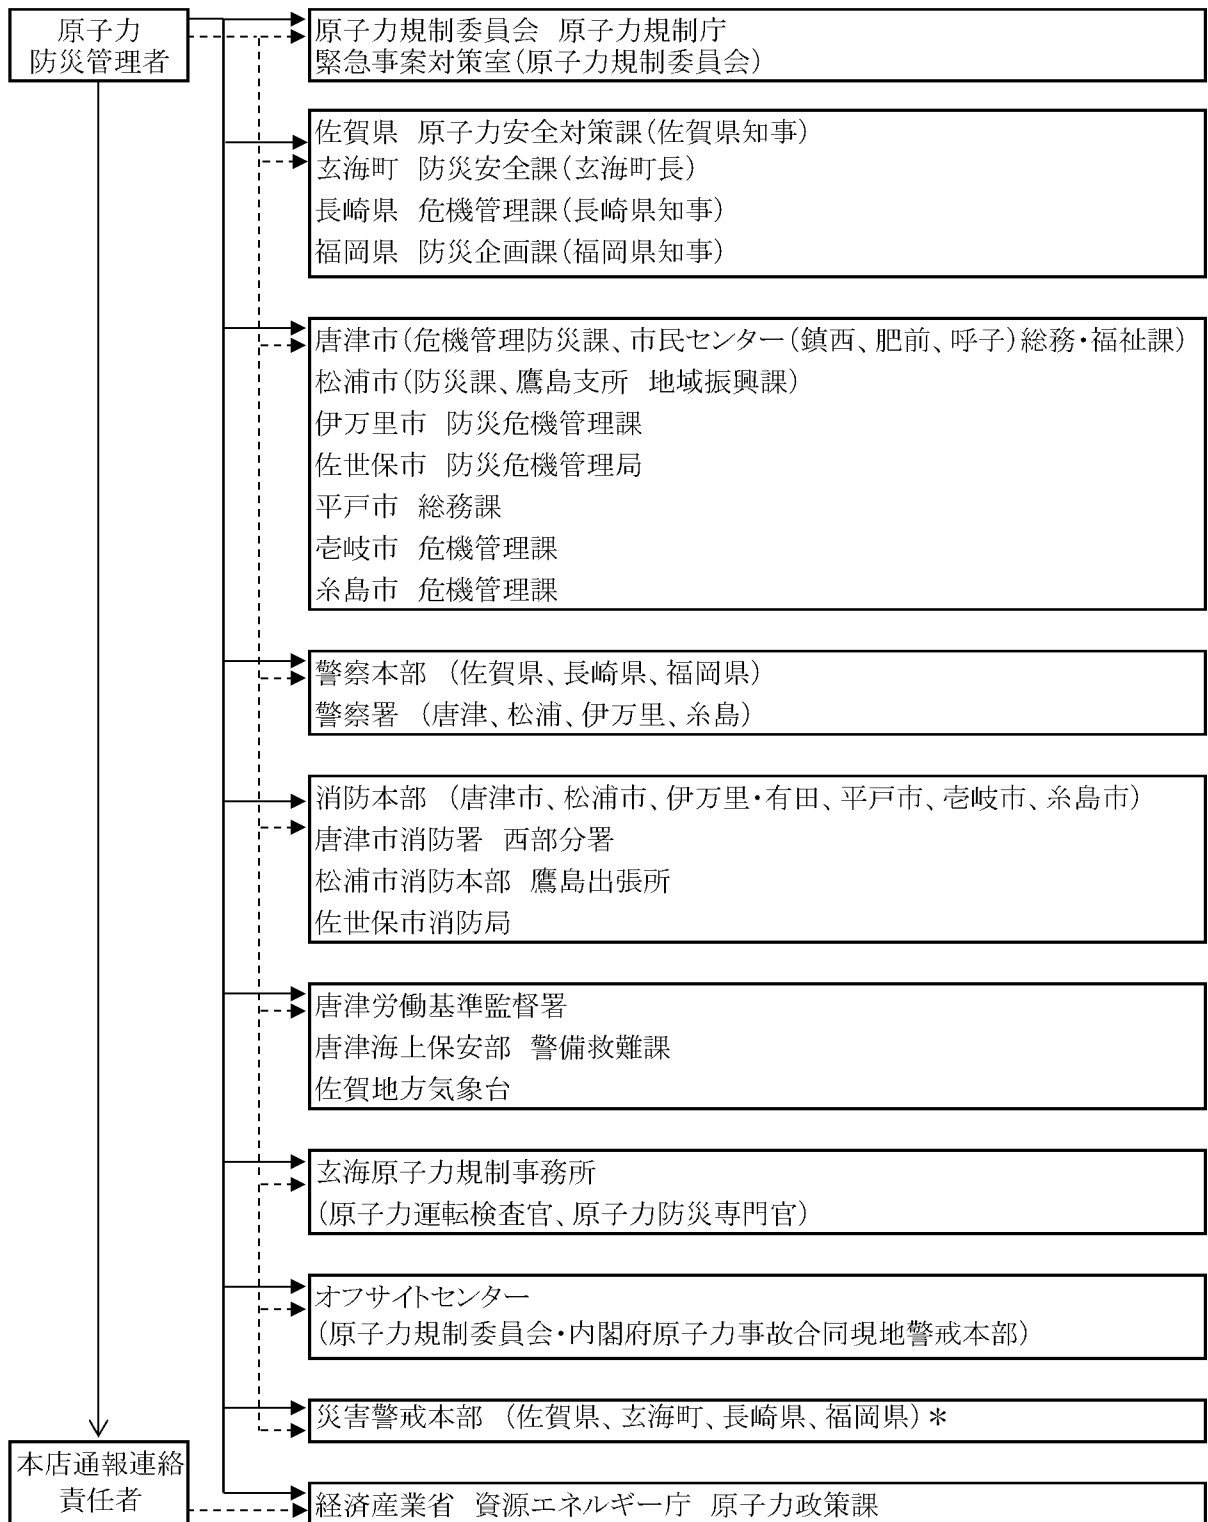 原子力
防災管理者
原子力規制委員会　原子力規制庁
緊急事案対策室（原子力規制委員会）
佐賀県　原子力安全対策課（佐賀県知事）
玄海町　防災安全課（玄海町長）
長崎県　危機管理課（長崎県知事）
福岡県　防災企画課（福岡県知事）
唐津市（危機管理防災課、市民センター（鎮西、肥前、呼子）総務・福祉課）
松浦市（防災課、鷹島支所　地域振興課）
伊万里市　防災危機管理課
佐世保市　防災危機管理局
平戸市　総務課
壱岐市　危機管理課
糸島市　危機管理課
警察本部　（佐賀県、長崎県、福岡県）
警察署　（唐津、松浦、伊万里、糸島）
消防本部　（唐津市、松浦市、伊万里・有田、平戸市、壱岐市、糸島市）
唐津市消防署　西部分署
松浦市消防本部　鷹島出張所
佐世保市消防局
唐津労働基準監督署
唐津海上保安部　警備救難課
佐賀地方気象台
玄海原子力規制事務所
（原子力運転検査官、原子力防災専門官）
オフサイトセンター
（原子力規制委員会・内閣府原子力事故合同現地警戒本部）
災害警戒本部　（佐賀県、玄海町、長崎県、福岡県）＊
本店通報連絡
責任者
経済産業省　資源エネルギー庁　原子力政策課